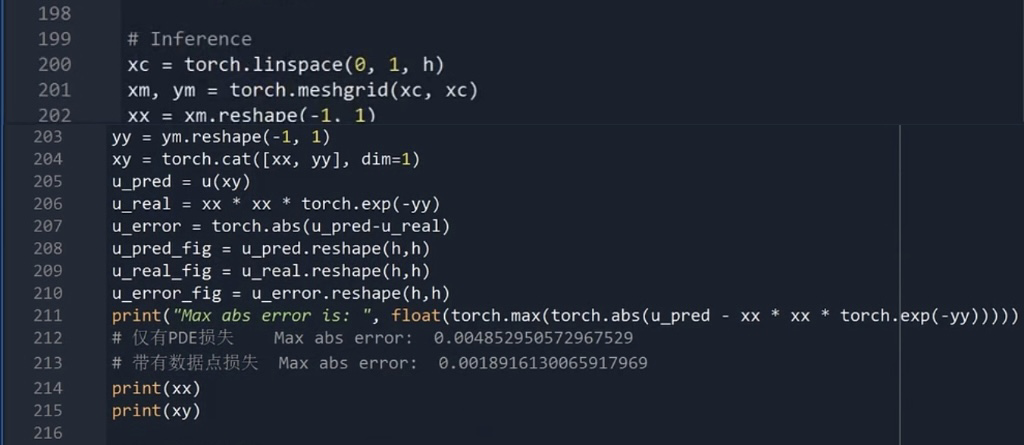 198
199 # Inference
200 xc = torch.linspace(0, 1, h)
201 xm, ym = torch.meshgrid(xc, xc)
202 xx = xm.reshape(-1, 1)
203 yy = ym.reshape(-1, 1)
204 xy = torch.cat([xx, yy], dim=1)
205 u_pred = u(xy)
206 u_real = xx * xx * torch.exp(-yy)
207 u_error = torch.abs(u_pred-u_real)
208 u_pred_fig = u_pred.reshape(h,h)
209 u_real_fig = u_real.reshape(h,h)
210 u_error_fig = u_error.reshape(h,h)
211 print("Max abs error is: ", float(torch.max(torch.abs(u_pred - xx * xx * torch.exp(-yy)))))
212 # 仅有PDE损失 Max abs error: 0.004852950572967529
213 # 带有数据点损失 Max abs error: 0.0018916130065917969
214 print(xx)
215 print(xy)
216